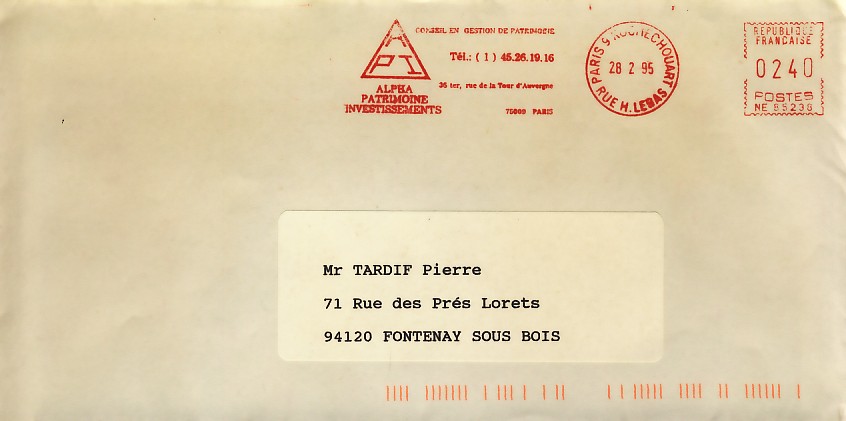 API
ALPHA
PATRIMOINE
INVESTISSEMENTS
CONSEIL EN GESTION DE PATRIMOINE
Tél.: ( 1 ) 45.26.19.16
36 ter, rue de la Tour d'Auvergne
75009 PARIS
PARIS 9 ROCHECHOUART
28 2 95
RUE H. LEBAS
REPUBLIQUE
FRANCAISE
0240
POSTES
NE 85238
Mr TARDIF Pierre
71 Rue des Prés Lorets
94120 FONTENAY SOUS BOIS